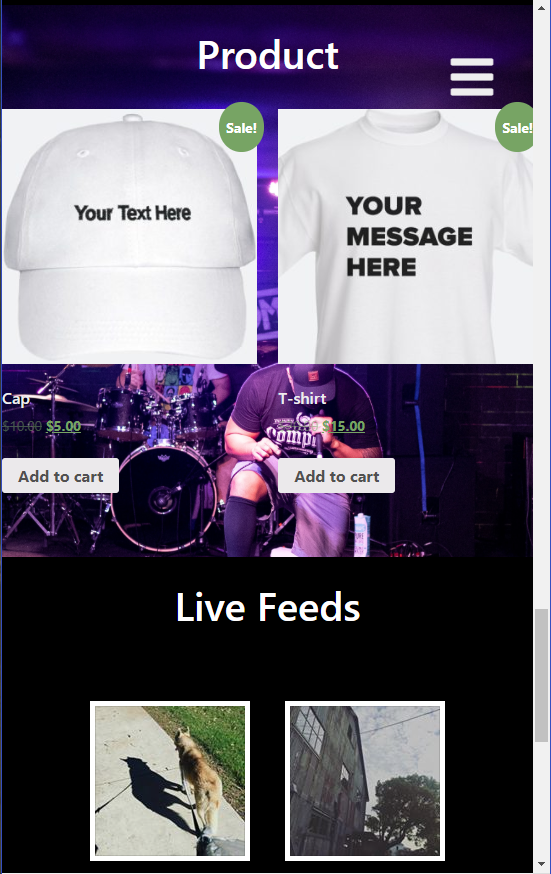 Product
Sale!
Sale!
Your Text Here
YOUR
MESSAGE
HERE
Cap
$10.00 $5.00
Add to cart
T-shirt
$15.00
Add to cart
Live Feeds